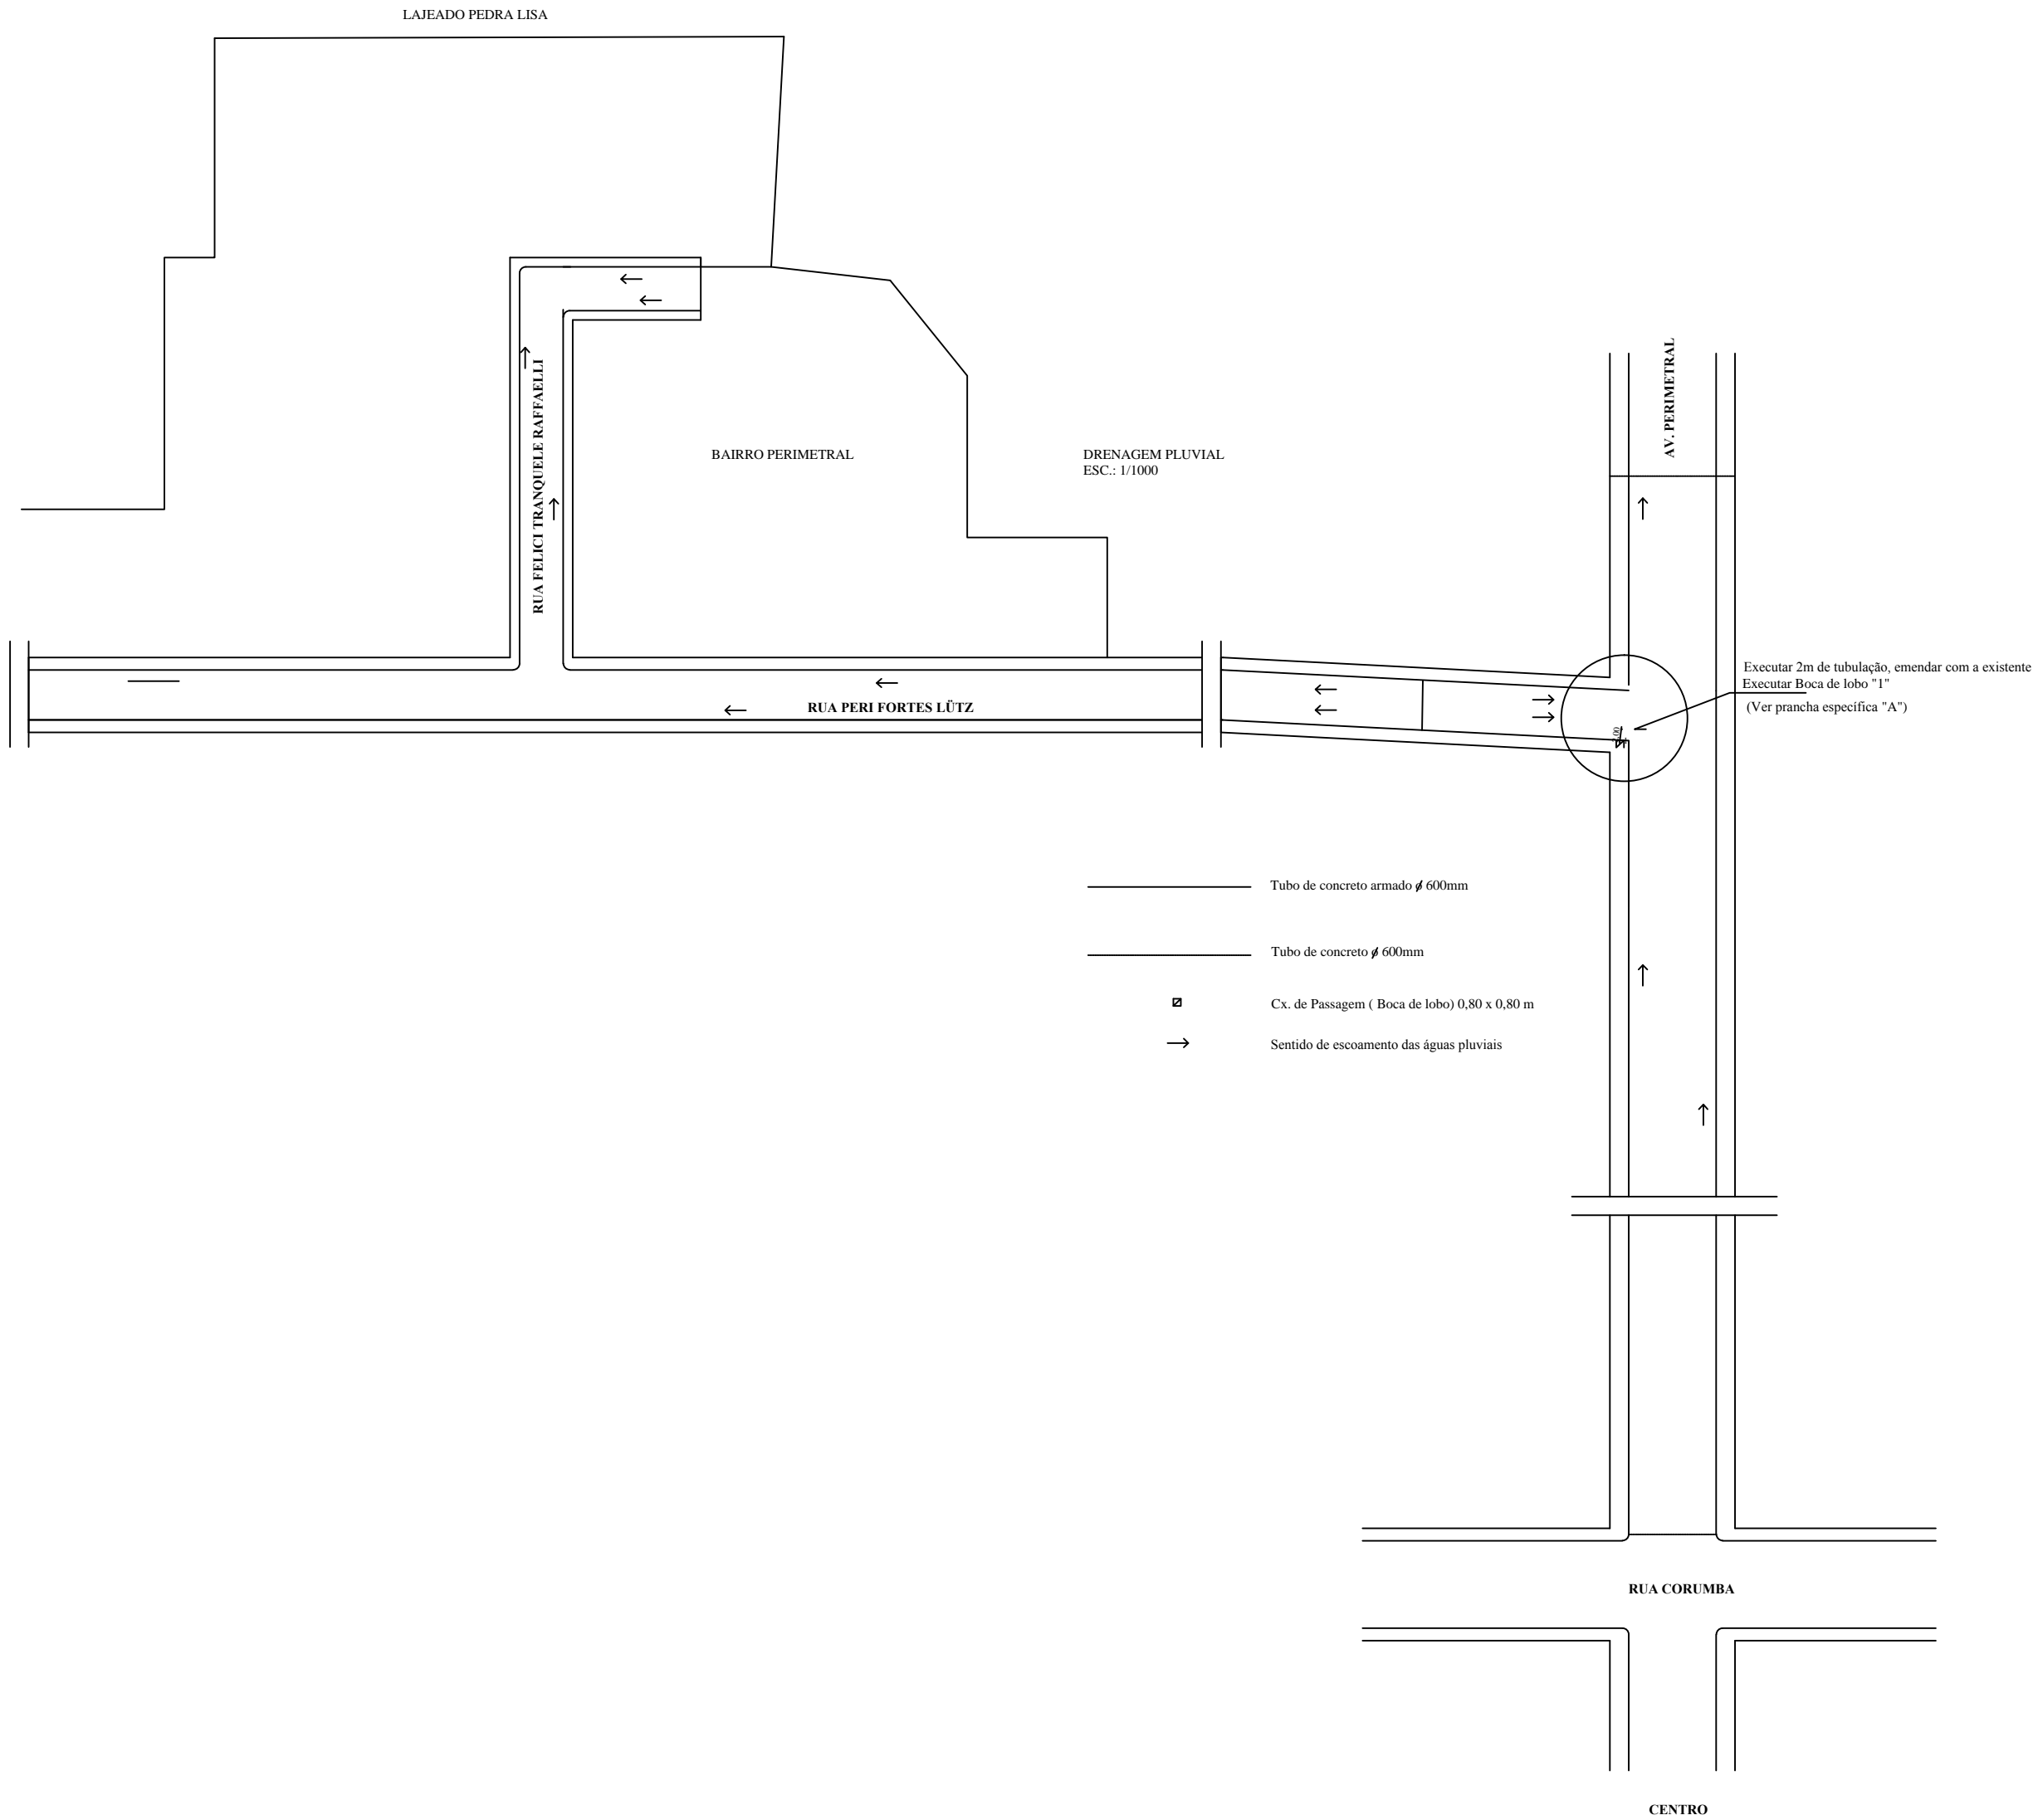 LAJEADO PEDRA LISA
AV. PERIMETRAL
RUA FELICI TRANQUELE RAFFAELLI
BAIRRO PERIMETRAL
DRENAGEM PLUVIAL
ESC.: 1/1000
Executar 2m de tubulação, emendar com a existente
Executar Boca de lobo "1"
(Ver prancha específica "A")
RUA PERI FORTES LÜTZ
Tubo de concreto armado ø 600mm
Tubo de concreto ø 600mm
Cx. de Passagem ( Boca de lobo) 0,80 x 0,80 m
Sentido de escoamento das águas pluviais
RUA CORUMBA
CENTRO